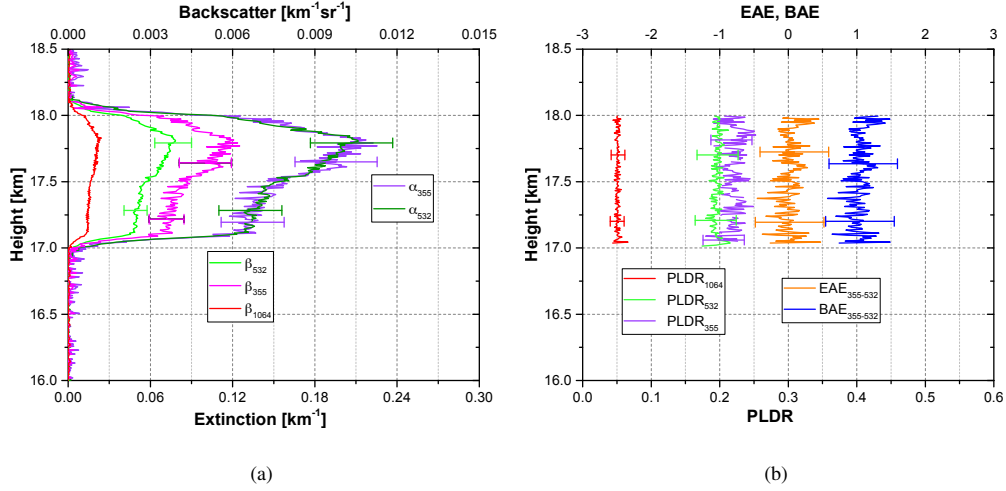 Backscatter [km⁻¹sr⁻¹]
0.000 0.003 0.006 0.009 0.012 0.015
18.5
18.0
17.5
17.0
16.5
16.0
Height [km]
α₃₅₅
α₅₃₂
β₅₃₂
β₃₅₅
β₁₀₆₄
0.00 0.06 0.12 0.18 0.24 0.30
Extinction [km⁻¹]
(a)
EAE, BAE
-3 -2 -1 0 1 2 3
18.5
18.0
17.5
17.0
16.5
16.0
Height [km]
PLDR₁₀₆₄
PLDR₅₃₂
PLDR₃₅₅
EAE₃₅₅₋₅₃₂
BAE₃₅₅₋₅₃₂
0.0 0.1 0.2 0.3 0.4 0.5 0.6
PLDR
(b)